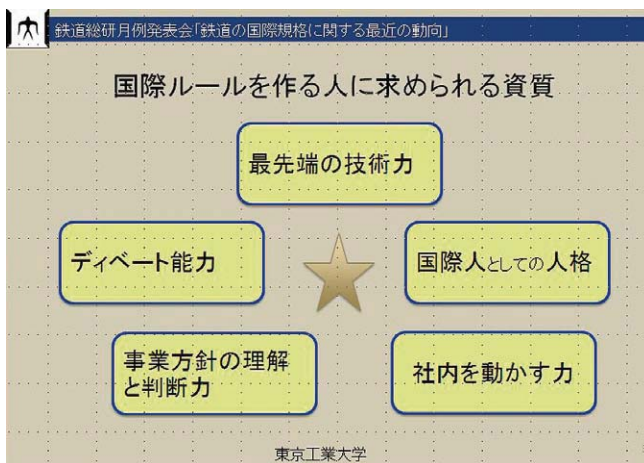 鉄道総研月例発表会「鉄道の国際規格に関する最近の動向」
国際ルールを作る人に求められる資質
最先端の技術力
ディベート能力
国際人としての人格
事業方針の理解
と判断力
社内を動かす力
東京工業大学